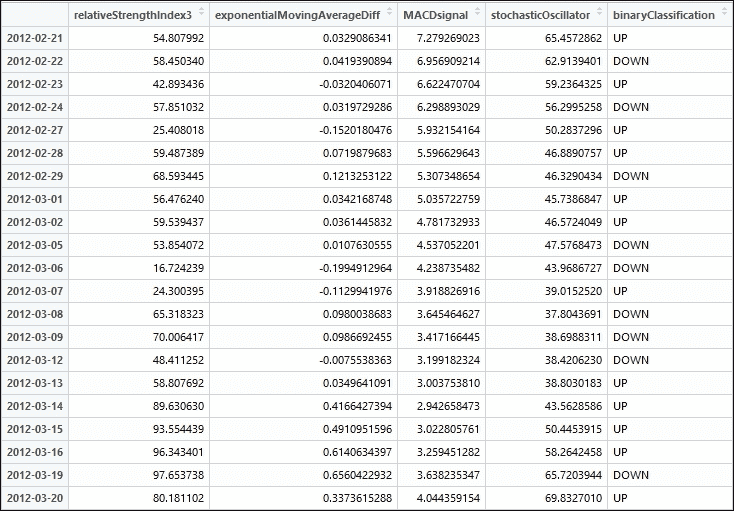 relativeStrengthIndex3 exponentialMovingAverageDiff MACDsignal stochasticOscillator binaryClassification
2012-02-21 54.807992 0.0329086341 7.279269023 65.4572862 UP
2012-02-22 58.450340 0.0419390894 6.956909214 62.9139401 DOWN
2012-02-23 42.893436 -0.0320406071 6.622470704 59.2364325 UP
2012-02-24 57.851032 0.0319729286 6.298893029 56.2995258 DOWN
2012-02-27 25.408018 -0.1520180476 5.932154164 50.2837296 UP
2012-02-28 59.487389 0.0719879683 5.596629643 46.8890757 UP
2012-02-29 68.593445 0.1213253122 5.307348654 46.3290434 DOWN
2012-03-01 56.476240 0.0342168748 5.035722759 45.7386847 UP
2012-03-02 59.539437 0.0361445832 4.781732933 46.5724049 UP
2012-03-05 53.854072 0.0107630555 4.537052201 47.5768473 DOWN
2012-03-06 16.724239 -0.1994912964 4.238735482 43.9686727 DOWN
2012-03-07 24.300395 -0.1129941976 3.918826916 39.0152520 UP
2012-03-08 65.318323 0.0980038683 3.645464627 37.8043691 DOWN
2012-03-09 70.006417 0.0986692455 3.417166445 38.6988311 DOWN
2012-03-12 48.411252 -0.0075538363 3.199182324 38.4206230 DOWN
2012-03-13 58.807692 0.0349641091 3.003753810 38.8030183 UP
2012-03-14 89.630630 0.4166427394 2.942658473 43.5628586 UP
2012-03-15 93.554439 0.4910951596 3.022805761 50.4453915 UP
2012-03-16 96.343401 0.6140634397 3.259451282 58.2642458 UP
2012-03-19 97.653738 0.6560422932 3.638235347 65.7203944 DOWN
2012-03-20 80.181102 0.3373615288 4.044359154 69.8327010 UP